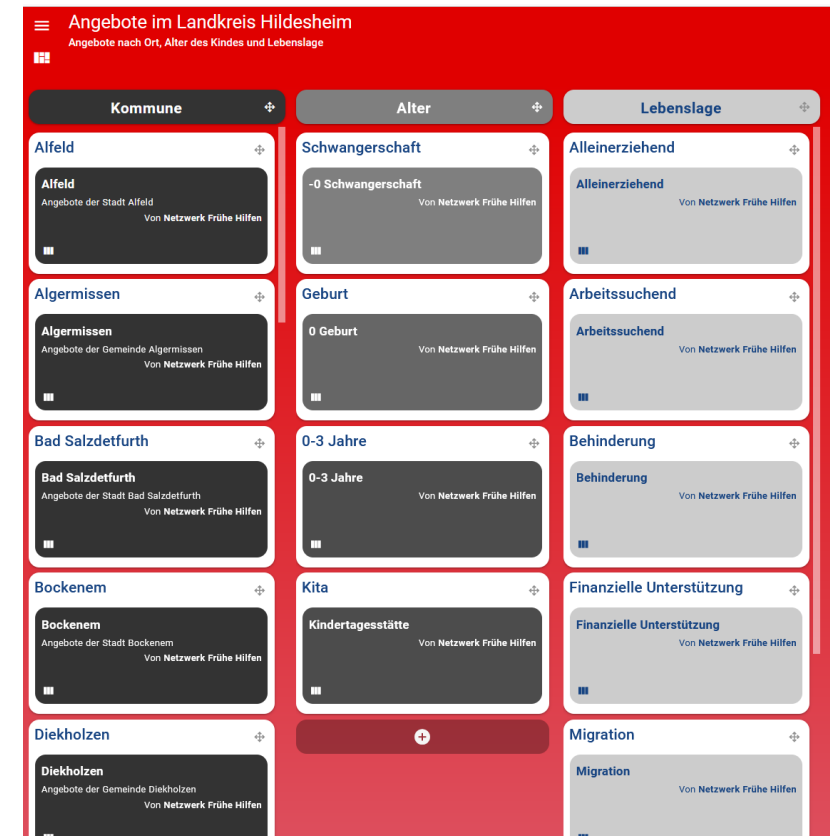 Angebote im Landkreis Hildesheim
Angebote nach Ort, Alter des Kindes und Lebenslage
Kommune
Alfeld
Alfeld
Angebote der Stadt Alfeld
Von Netzwerk Frühe Hilfen
Algermissen
Algermissen
Angebote der Gemeinde Algermissen
Von Netzwerk Frühe Hilfen
Bad Salzdetfurth
Bad Salzdetfurth
Angebote der Stadt Bad Salzdetfurth
Von Netzwerk Frühe Hilfen
Bockenem
Bockenem
Angebote der Stadt Bockenem
Von Netzwerk Frühe Hilfen
Diekholzen
Diekholzen
Angebote der Gemeinde Diekholzen
Von Netzwerk Frühe Hilfen
Alter
Schwangerschaft
-0 Schwangerschaft
Von Netzwerk Frühe Hilfen
Geburt
0 Geburt
Von Netzwerk Frühe Hilfen
0-3 Jahre
0-3 Jahre
Von Netzwerk Frühe Hilfen
Kita
Kindertagesstätte
Von Netzwerk Frühe Hilfen
Lebenslage
Alleinerziehend
Alleinerziehend
Von Netzwerk Frühe Hilfen
Arbeitssuchend
Arbeitssuchend
Von Netzwerk Frühe Hilfen
Behinderung
Behinderung
Von Netzwerk Frühe Hilfen
Finanzielle Unterstützung
Finanzielle Unterstützung
Von Netzwerk Frühe Hilfen
Migration
Migration
Von Netzwerk Frühe Hilfen